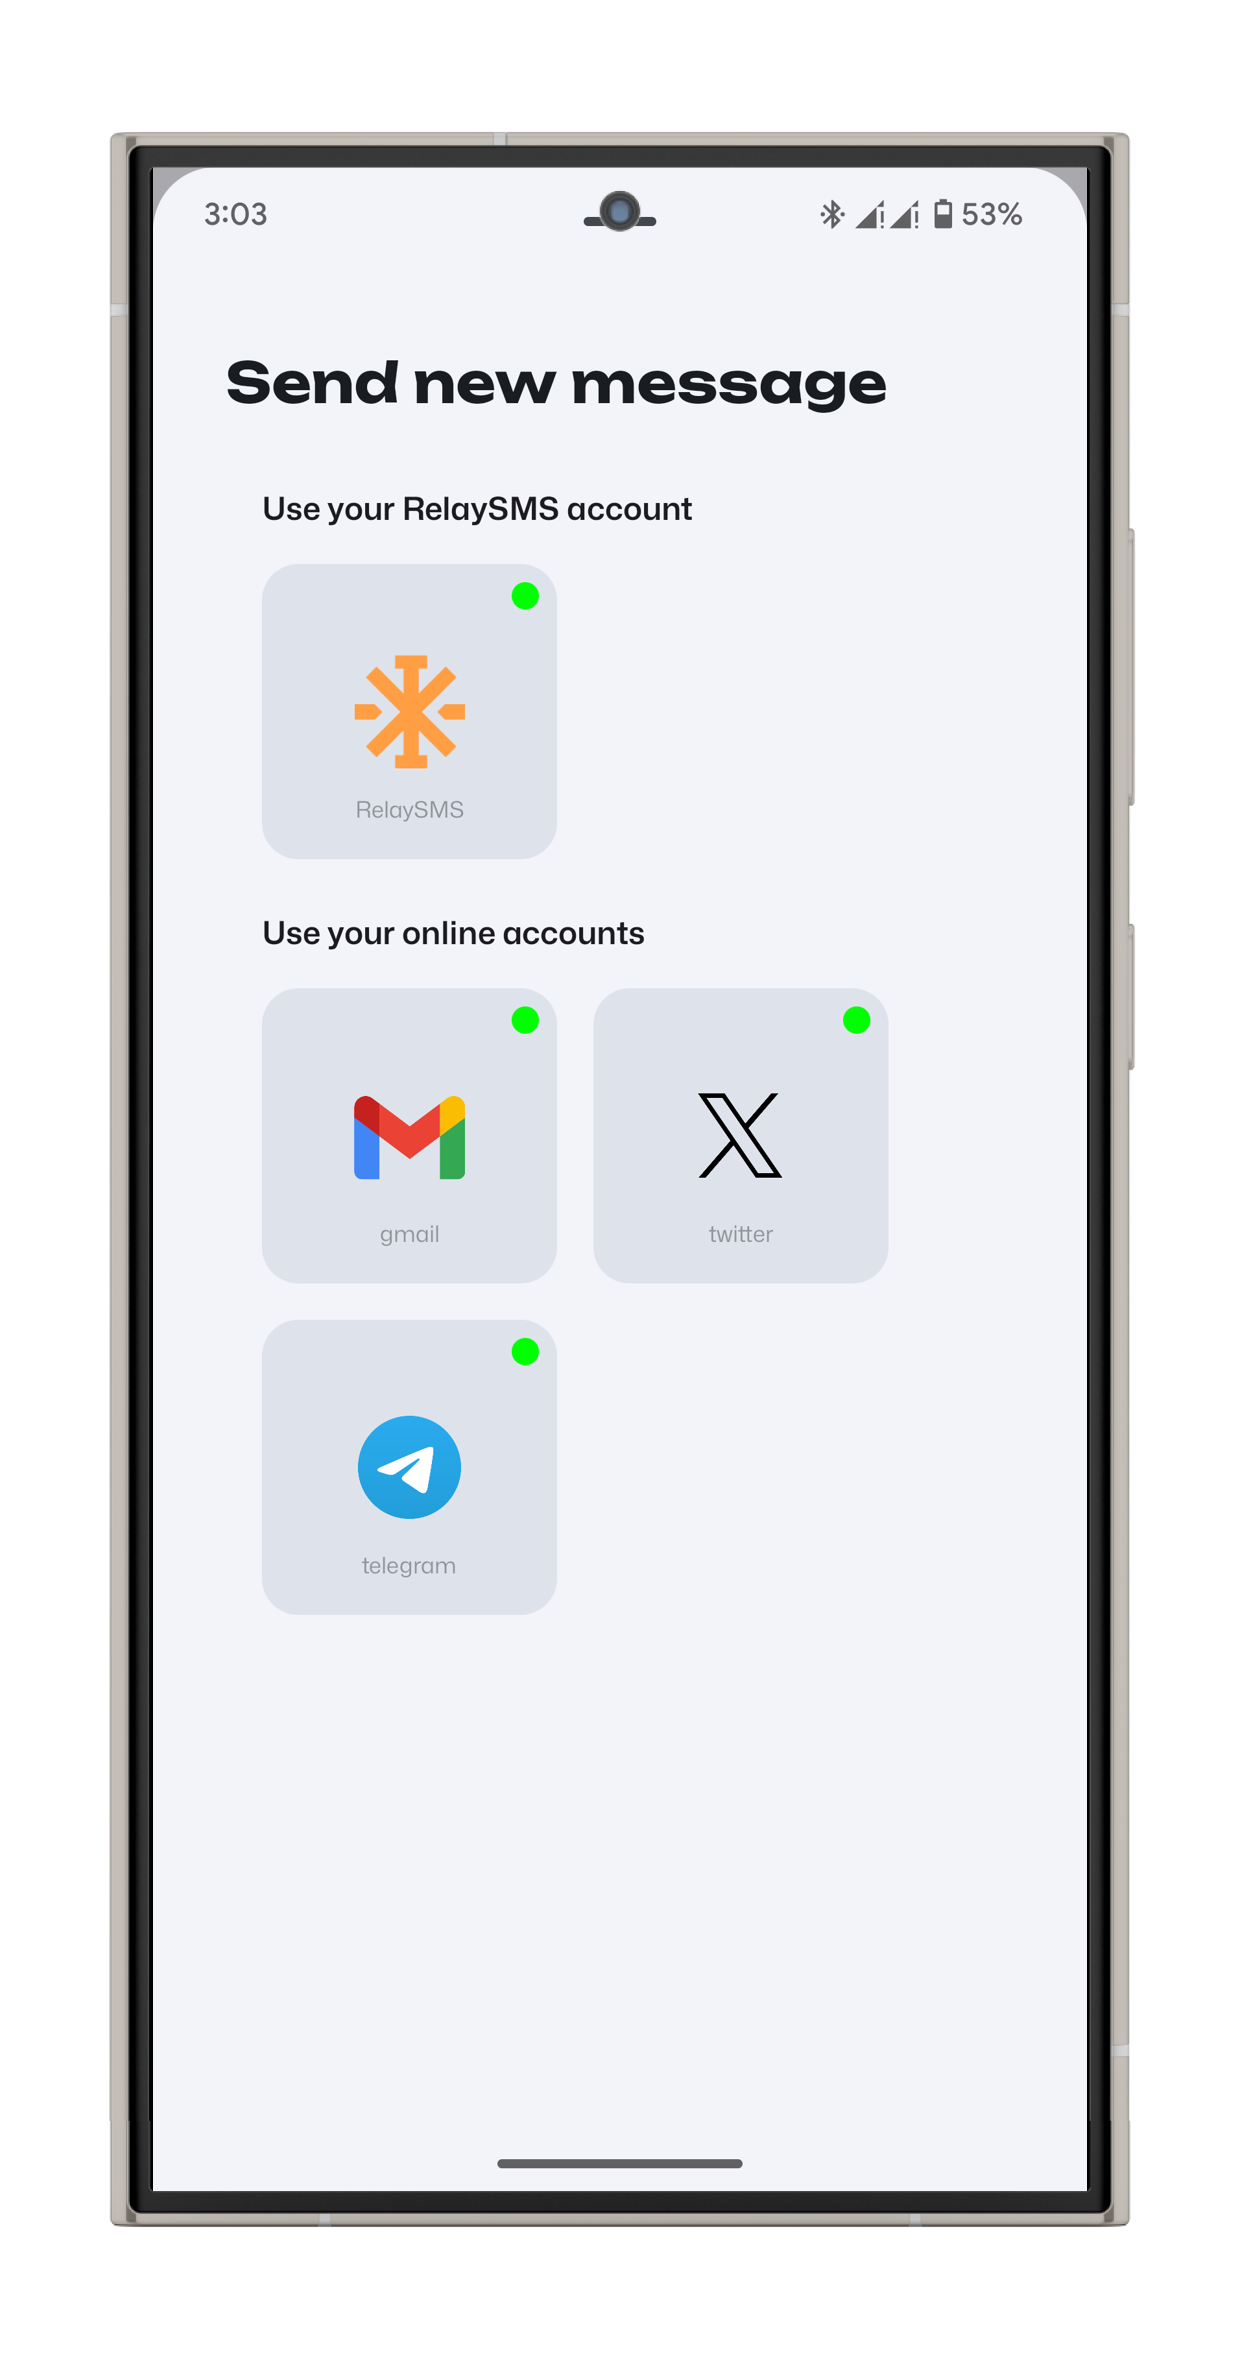 3:03
53%
Send new message
Use your RelaySMS account
RelaySMS
Use your online accounts
gmail
twitter
telegram